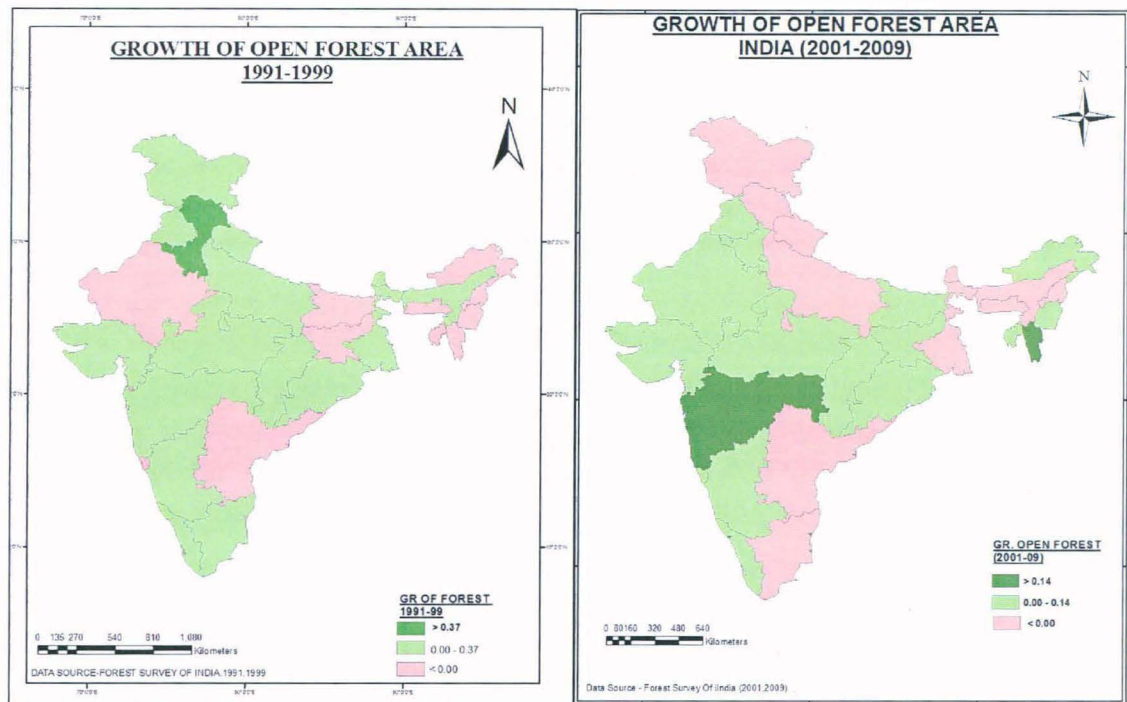 GROWTH OF OPEN FOREST AREA
1991-1999
N
GR OF FOREST
1991-99
> 0.37
0.00 - 0.37
< 0.00
0 135 270 540 810 1,080
Kilometers
DATA SOURCE-FOREST SURVEY OF INDIA,1991,1999
GROWTH OF OPEN FOREST AREA
INDIA (2001-2009)
N
GR. OPEN FOREST
(2001-09)
> 0.14
0.00 - 0.14
< 0.00
0 80 160 320 480 640
Kilometers
Data Source - Forest Survey Of India (2001,2009)